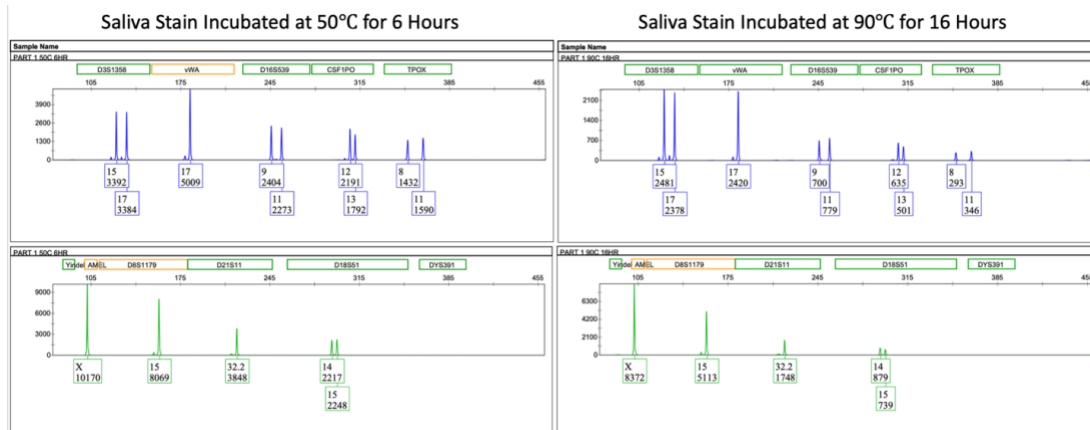 Saliva Stain Incubated at 50°C for 6 Hours
Sample Name
PART 1 50C 6HR
D3S1358 vWA D16S539 CSF1PO TPOX
105 175 245 315 385 455
3900
2600
1300
0
15 17 9 12 8
3392 5009 2404 2191 1432
17 11 13 11
3384 2273 1792 1590
PART 1 50C 6HR
Yindel AMEL D8S1179 D21S11 D18S51 DYS391
105 175 245 315 385 455
9000
6000
3000
0
X 15 32.2 14
10170 8069 3848 2217
15
2248
Saliva Stain Incubated at 90°C for 16 Hours
Sample Name
PART 1 90C 16HR
D3S1358 vWA D16S539 CSF1PO TPOX
105 175 245 315 385
2100
1400
700
0
15 17 9 12 8
2481 2420 700 635 293
17 11 13 11
2378 779 501 346
PART 1 90C 16HR
Yindel AMEL D8S1179 D21S11 D18S51 DYS391
105 175 245 315 385
6300
4200
2100
0
X 15 32.2 14
8372 5113 1748 879
15
739